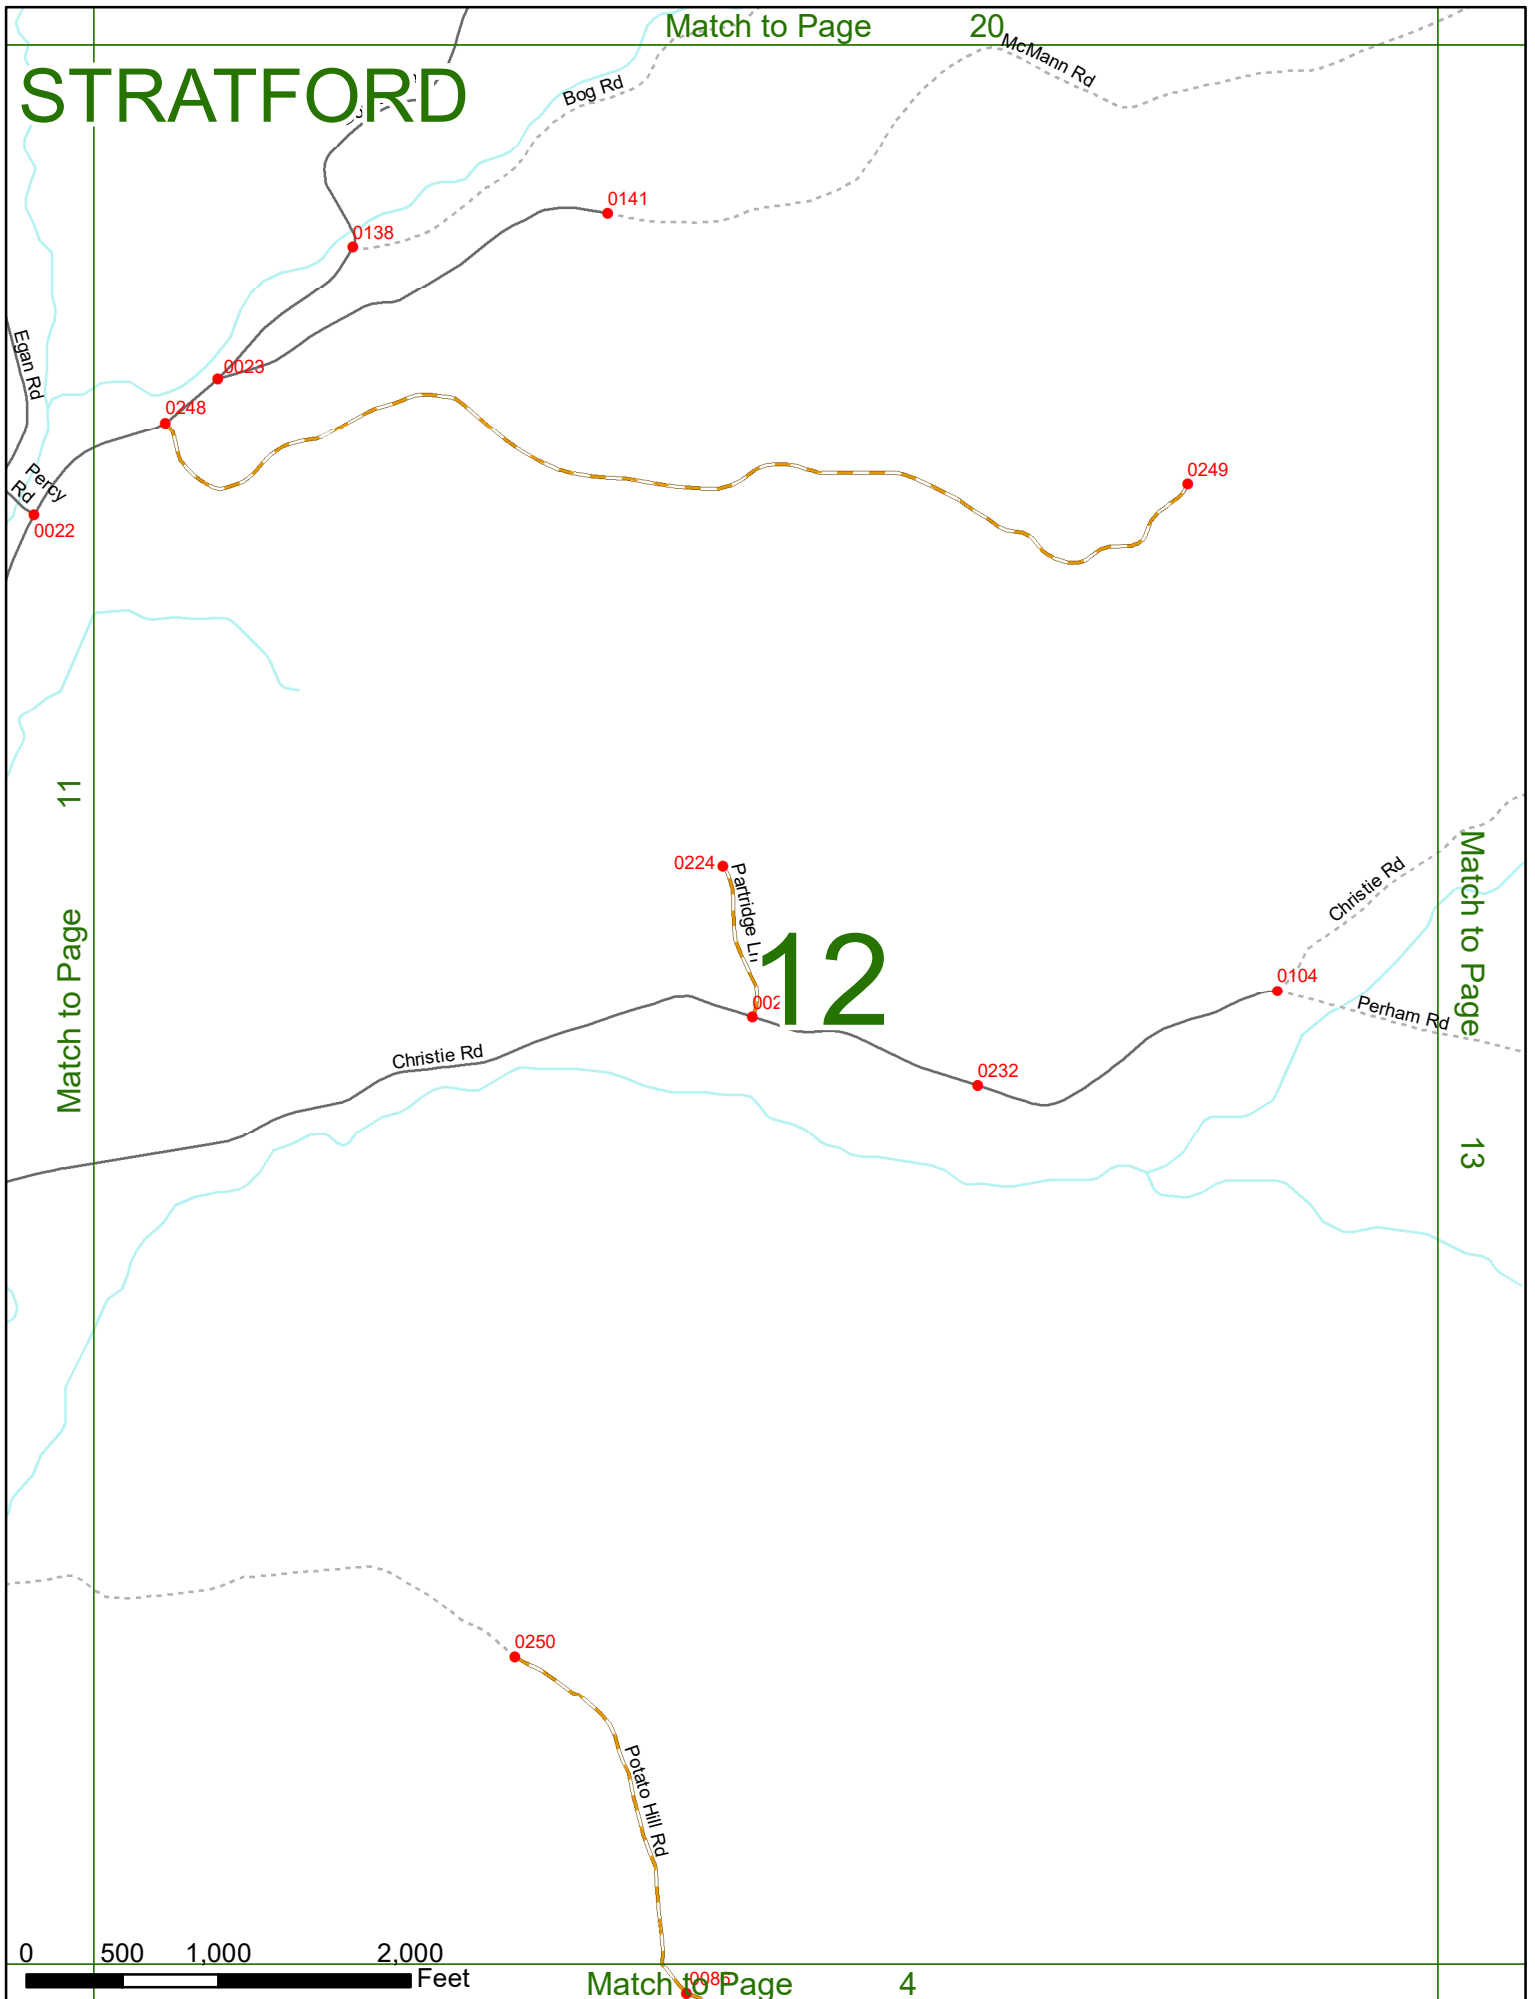 Match to Page 20
STRATFORD
McMann Rd
Bog Rd
0141
0138
Egan Rd
0023
0248
Percy
Rd
0022
0249
Match to Page 11
Match to Page 13
0224
Partridge Ln
12
Christie Rd
0104
Perham Rd
Christie Rd
0232
0250
Potato Hill Rd
0 500 1,000 2,000
Feet
Match to Page 4